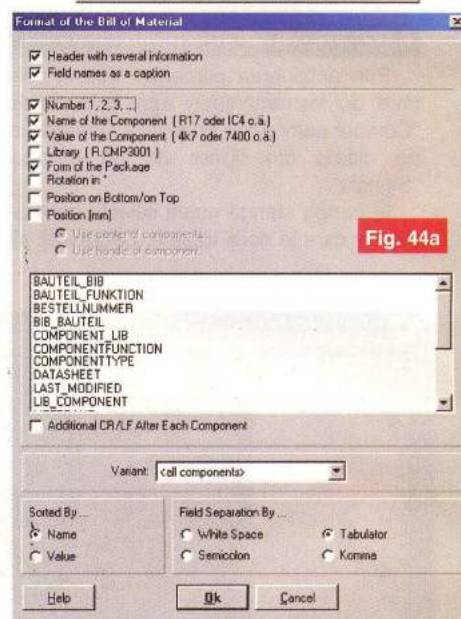 Format of the Bill of Material
Header with several information
Field names as a caption
Number 1, 2, 3, ...
Name of the Component ( R17 oder IC4 o.ä.)
Value of the Component ( 4k7 oder 7400 o.ä.)
Library ( R.CMP3001 )
Form of the Package
Rotation in °
Position on Bottom/on Top
Position [mm]
Use center of components
Use handle of component
Fig. 44a
BAUTEIL_BIB
BAUTEIL_FUNKTION
BESTELLNUMMER
BIB_BAUTEIL
COMPONENT_LIB
COMPONENTFUNCTION
COMPONENTTYPE
DATASHEET
LAST_MODIFIED
LIB_COMPONENT
Additional CR/LF After Each Component
Variant: <all components>
Sorted By ...
Name
Value
Field Separation By ...
White Space
Tabulator
Semicolon
Komma
Help
Ok
Cancel